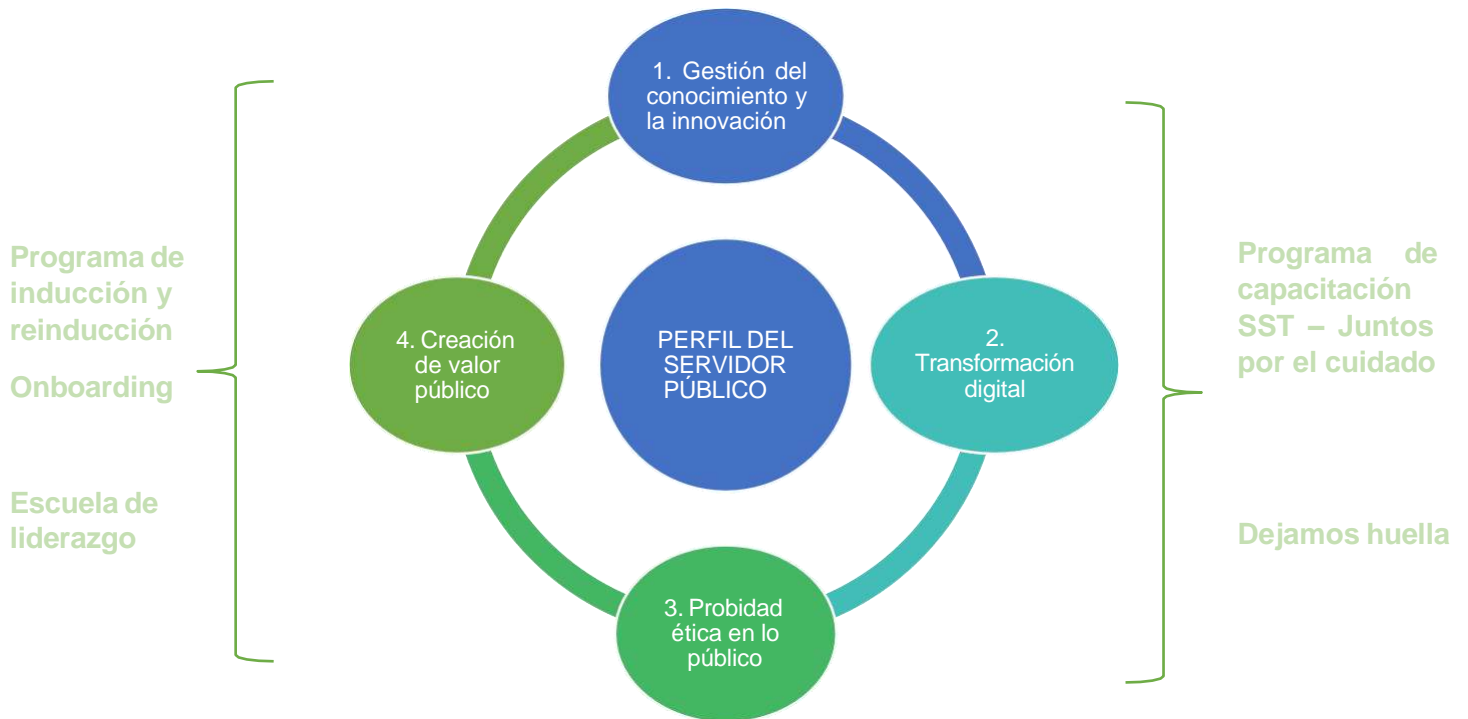 1. Gestión del
conocimiento y
la innovación
Programa de
inducción y
reinducción
Onboarding
Escuela de
liderazgo
4. Creación
de valor
público
PERFIL DEL
SERVIDOR
PÚBLICO
2.
Transformación
digital
Programa de
capacitación
SST – Juntos
por el cuidado
Dejamos huella
3. Probidad
ética en lo
público